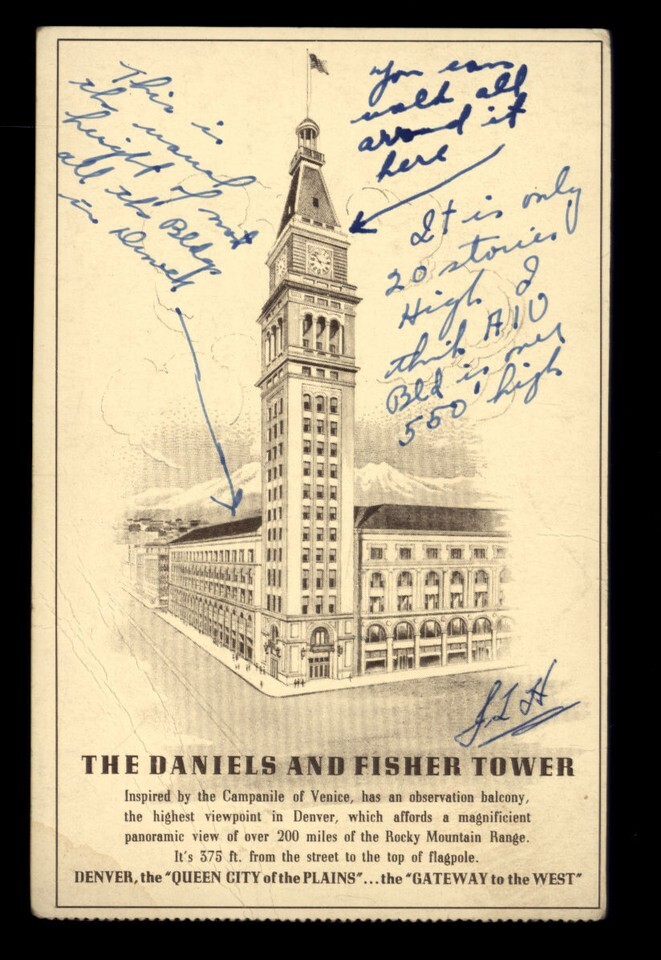 This is
the usual
height of most
all the Bldgs
in Denver
You can
walk all
around it
here
It is only
20 stories
High I
think AIU
Bld is over
550' high
J.L H
THE DANIELS AND FISHER TOWER
Inspired by the Campanile of Venice, has an observation balcony,
the highest viewpoint in Denver, which affords a magnificent
panoramic view of over 200 miles of the Rocky Mountain Range.
It's 375 ft. from the street to the top of flagpole.
DENVER, the "QUEEN CITY of the PLAINS"...the "GATEWAY to the WEST"